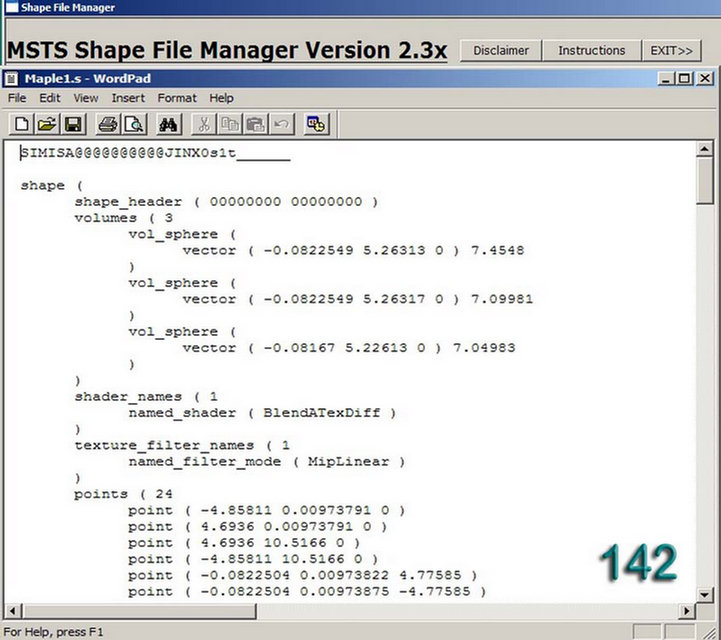 Shape File Manager
MSTS Shape File Manager Version 2.3x Disclaimer Instructions EXIT>>
Maple1.s - WordPad
File Edit View Insert Format Help
SIMISA@@@@@@@@@@JINX0s1t______
shape (
shape_header ( 00000000 00000000 )
volumes ( 3
vol_sphere (
vector ( -0.0822549 5.26313 0 ) 7.4548
)
vol_sphere (
vector ( -0.0822549 5.26317 0 ) 7.09981
)
vol_sphere (
vector ( -0.08167 5.22613 0 ) 7.04983
)
)
shader_names ( 1
named_shader ( BlendATexDiff )
)
texture_filter_names ( 1
named_filter_mode ( MipLinear )
)
points ( 24
point ( -4.85811 0.00973791 0 )
point ( 4.6936 0.00973791 0 )
point ( 4.6936 10.5166 0 )
point ( -4.85811 10.5166 0 )
point ( -0.0822504 0.00973822 4.77585 )
point ( -0.0822504 0.00973875 -4.77585 )
142
For Help, press F1